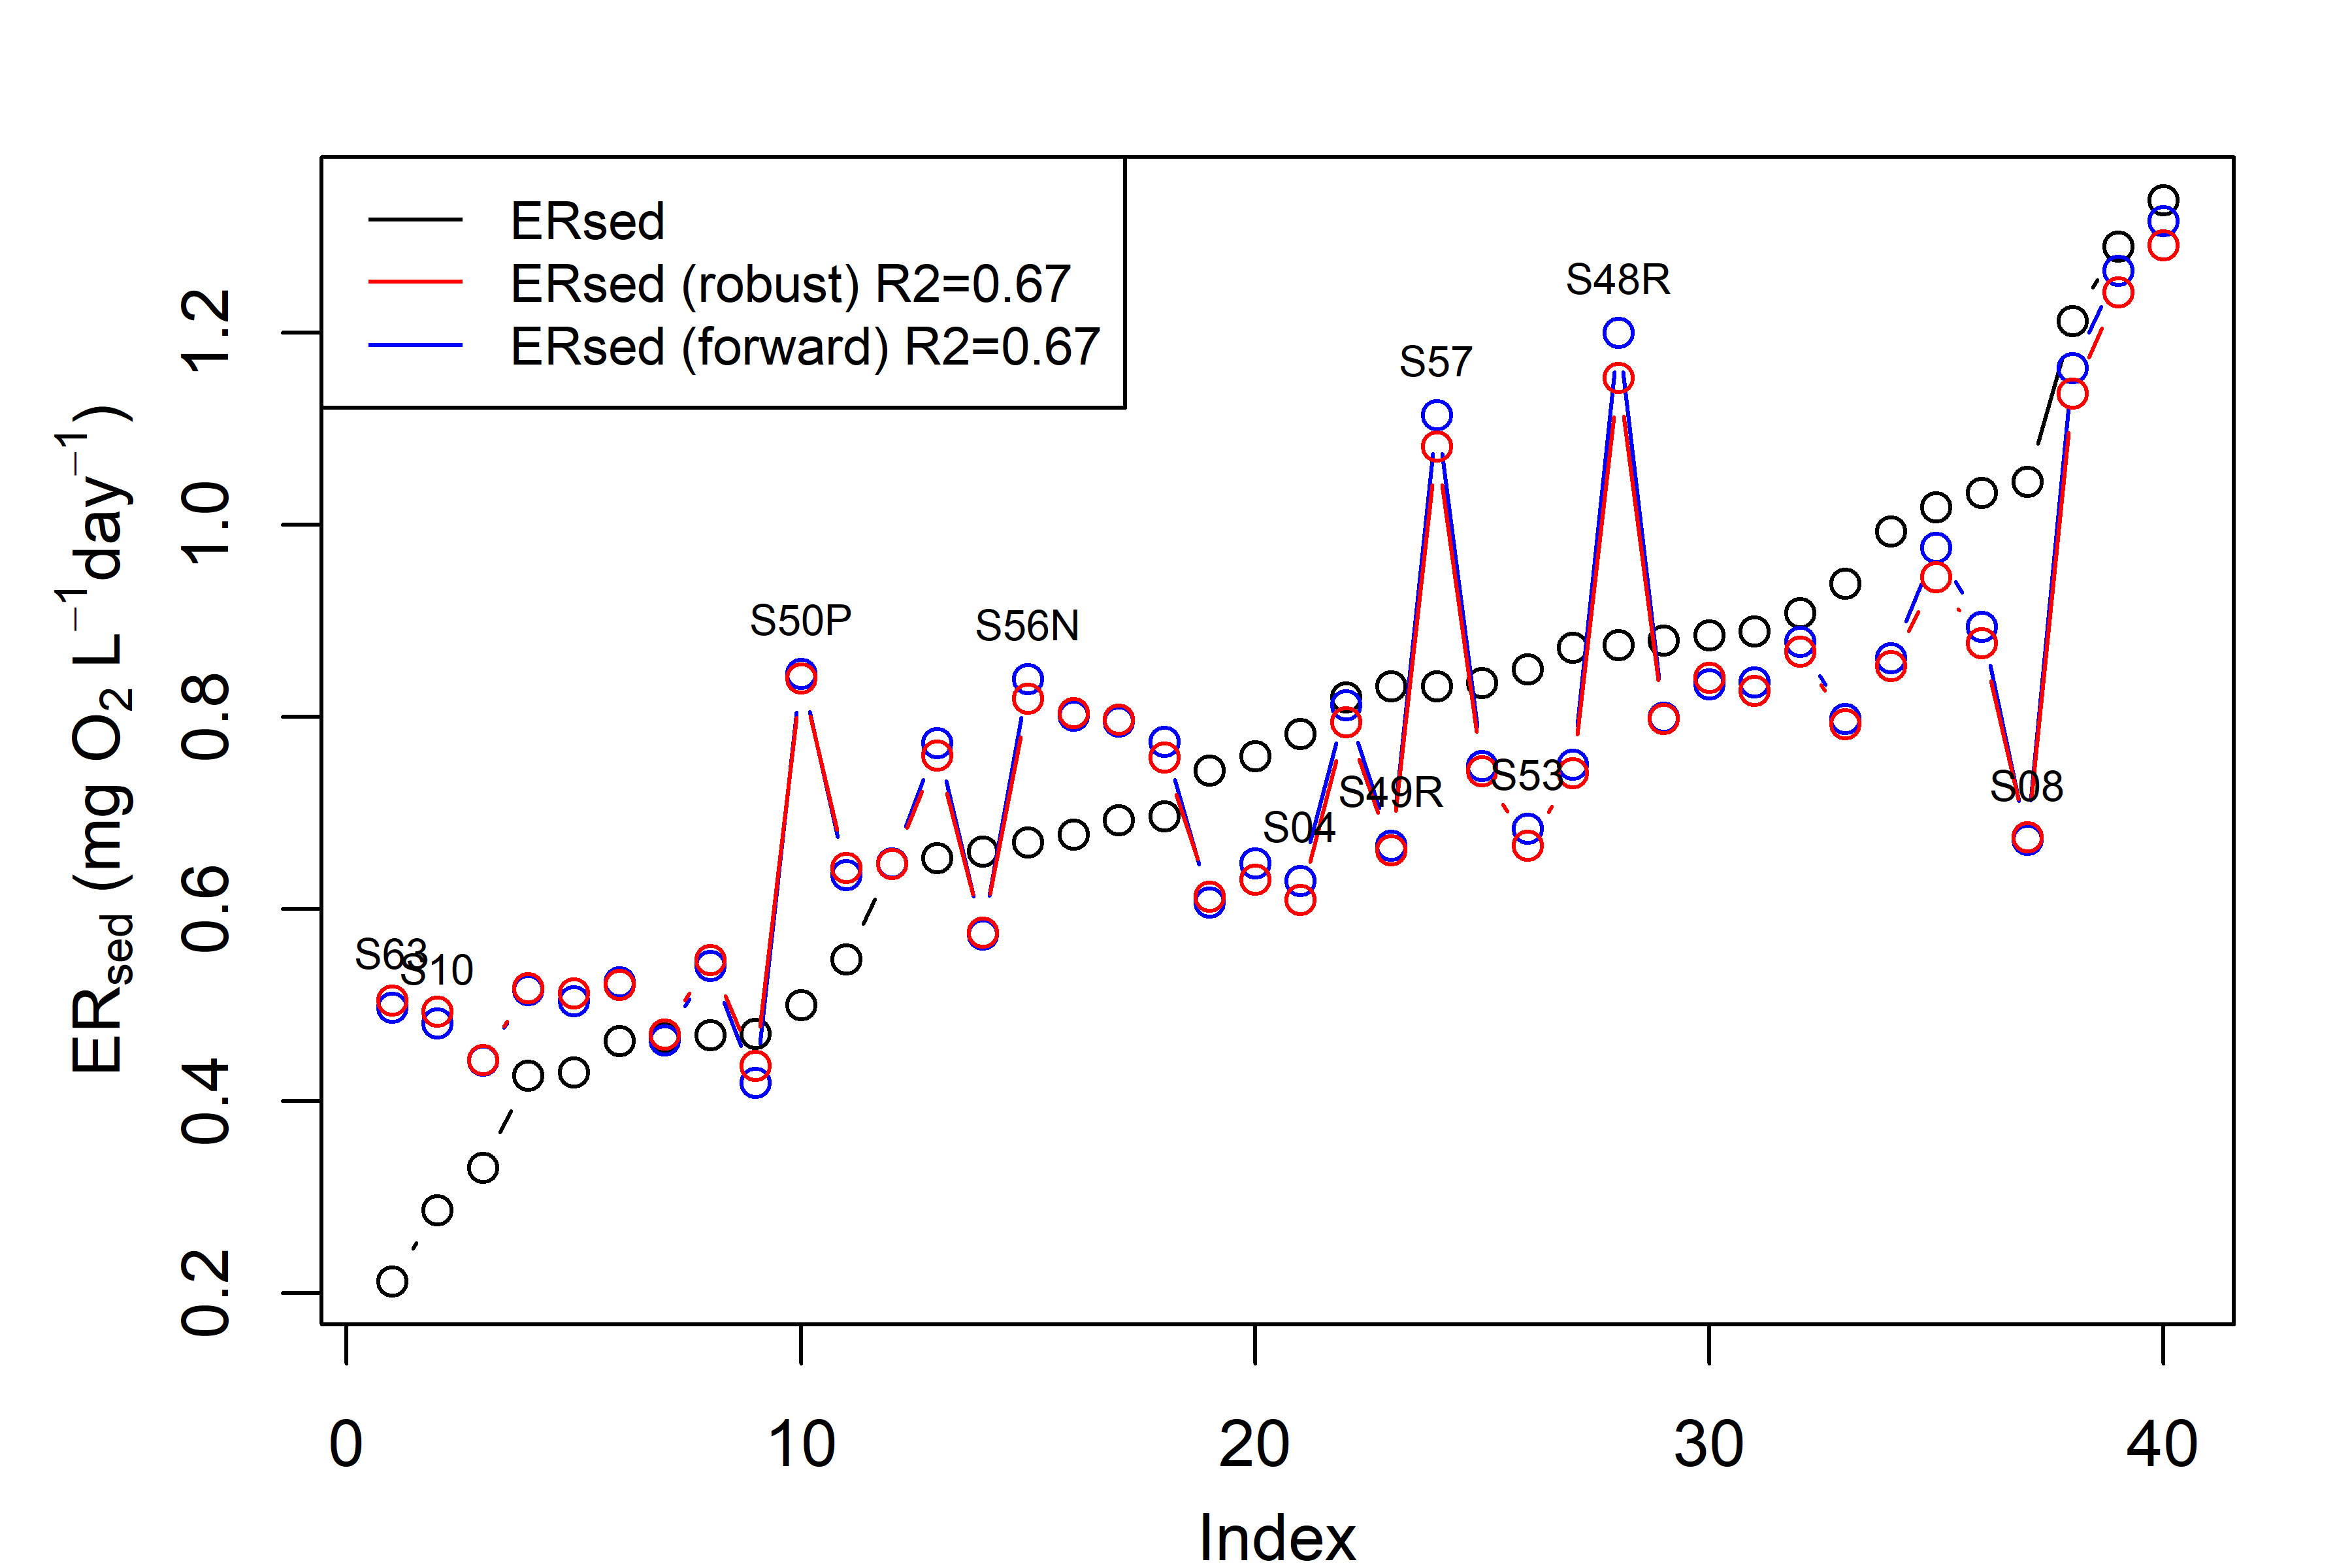 ERsed
ERsed (robust) R2=0.67
ERsed (forward) R2=0.67
S48R
S57
S50P
S56N
S53
S49R
S08
S04
S63
S10
ERsed (mg O2 L−1day−1)
1.2
1.0
0.8
0.6
0.4
0.2
0 10 20 30 40
Index